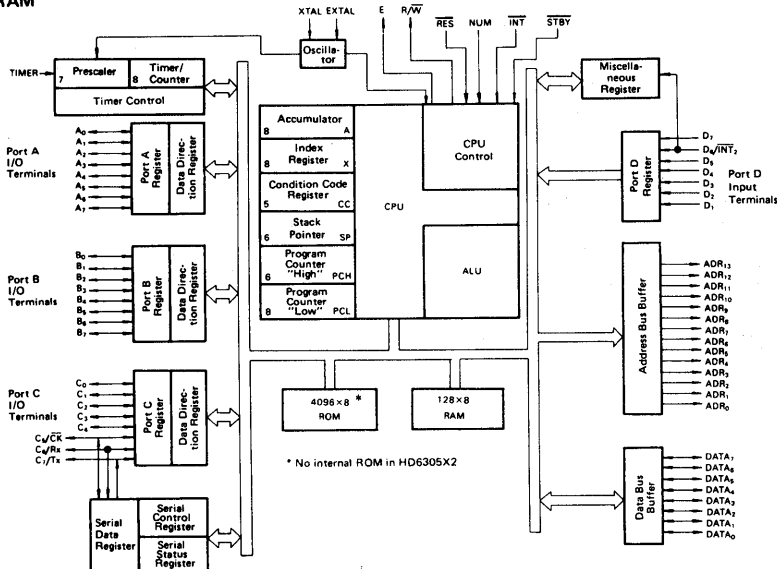 RAM
XTAL EXTAL E R/W̅ R̅E̅S̅ NUM I̅N̅T̅ S̅T̅B̅Y̅
Oscilla-
tor
TIMER
Prescaler
7
Timer/
Counter
8
Timer Control
Miscella-
neous
Register
Port A
I/O
Terminals
A₀
A₁
A₂
A₃
A₄
A₅
A₆
A₇
Port A
Register
Data Direc-
tion Register
Port B
I/O
Terminals
B₀
B₁
B₂
B₃
B₄
B₅
B₆
B₇
Port B
Register
Data Direc-
tion Register
Port C
I/O
Terminals
C₀
C₁
C₂
C₃
C₄
C₅/C̅K̅
C₆/Rx
C₇/Tx
Port C
Register
Data Direc-
tion Register
Serial
Data
Register
Serial
Control
Register
Serial
Status
Register
Accumulator
8 A
Index
Register
8 X
Condition Code
Register
5 CC
Stack
Pointer
6 SP
Program
Counter
"High"
6 PCH
Program
Counter
"Low"
8 PCL
CPU
CPU
Control
ALU
4096×8 *
ROM
128×8
RAM
* No internal ROM in HD6305X2
Port D
Register
D₇
D₆/I̅N̅T̅₂
D₅
D₄
D₃
D₂
D₁
Port D
Input
Terminals
Address Bus Buffer
ADR₁₃
ADR₁₂
ADR₁₁
ADR₁₀
ADR₉
ADR₈
ADR₇
ADR₆
ADR₅
ADR₄
ADR₃
ADR₂
ADR₁
ADR₀
Data Bus
Buffer
DATA₇
DATA₆
DATA₅
DATA₄
DATA₃
DATA₂
DATA₁
DATA₀